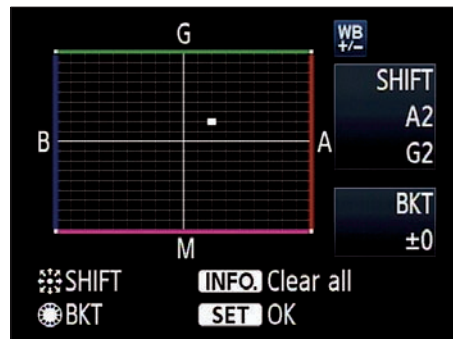 G
WB
+/-
SHIFT
A2
G2
B
A
BKT
±0
M
SHIFT
INFO. Clear all
BKT
SET OK